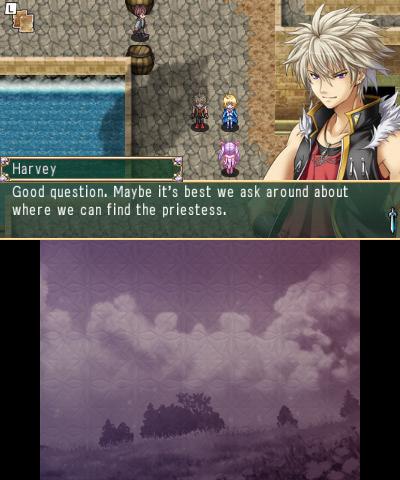 L
Harvey
Good question. Maybe it's best we ask around about
where we can find the priestess.